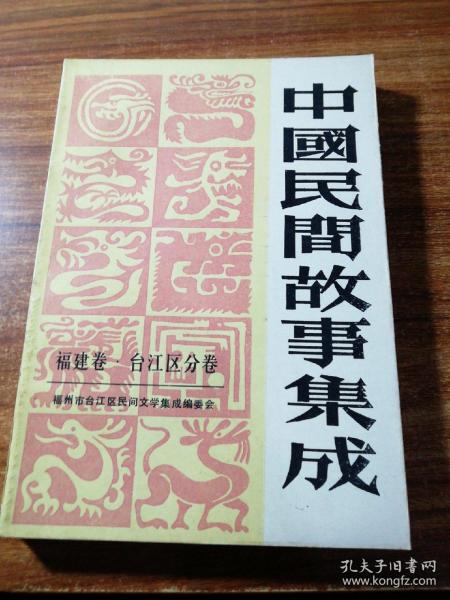 中國民間故事集成
福建卷·台江区分卷
福州市台江区民间文学集成编委会
孔夫子旧书网
www.kongfz.com